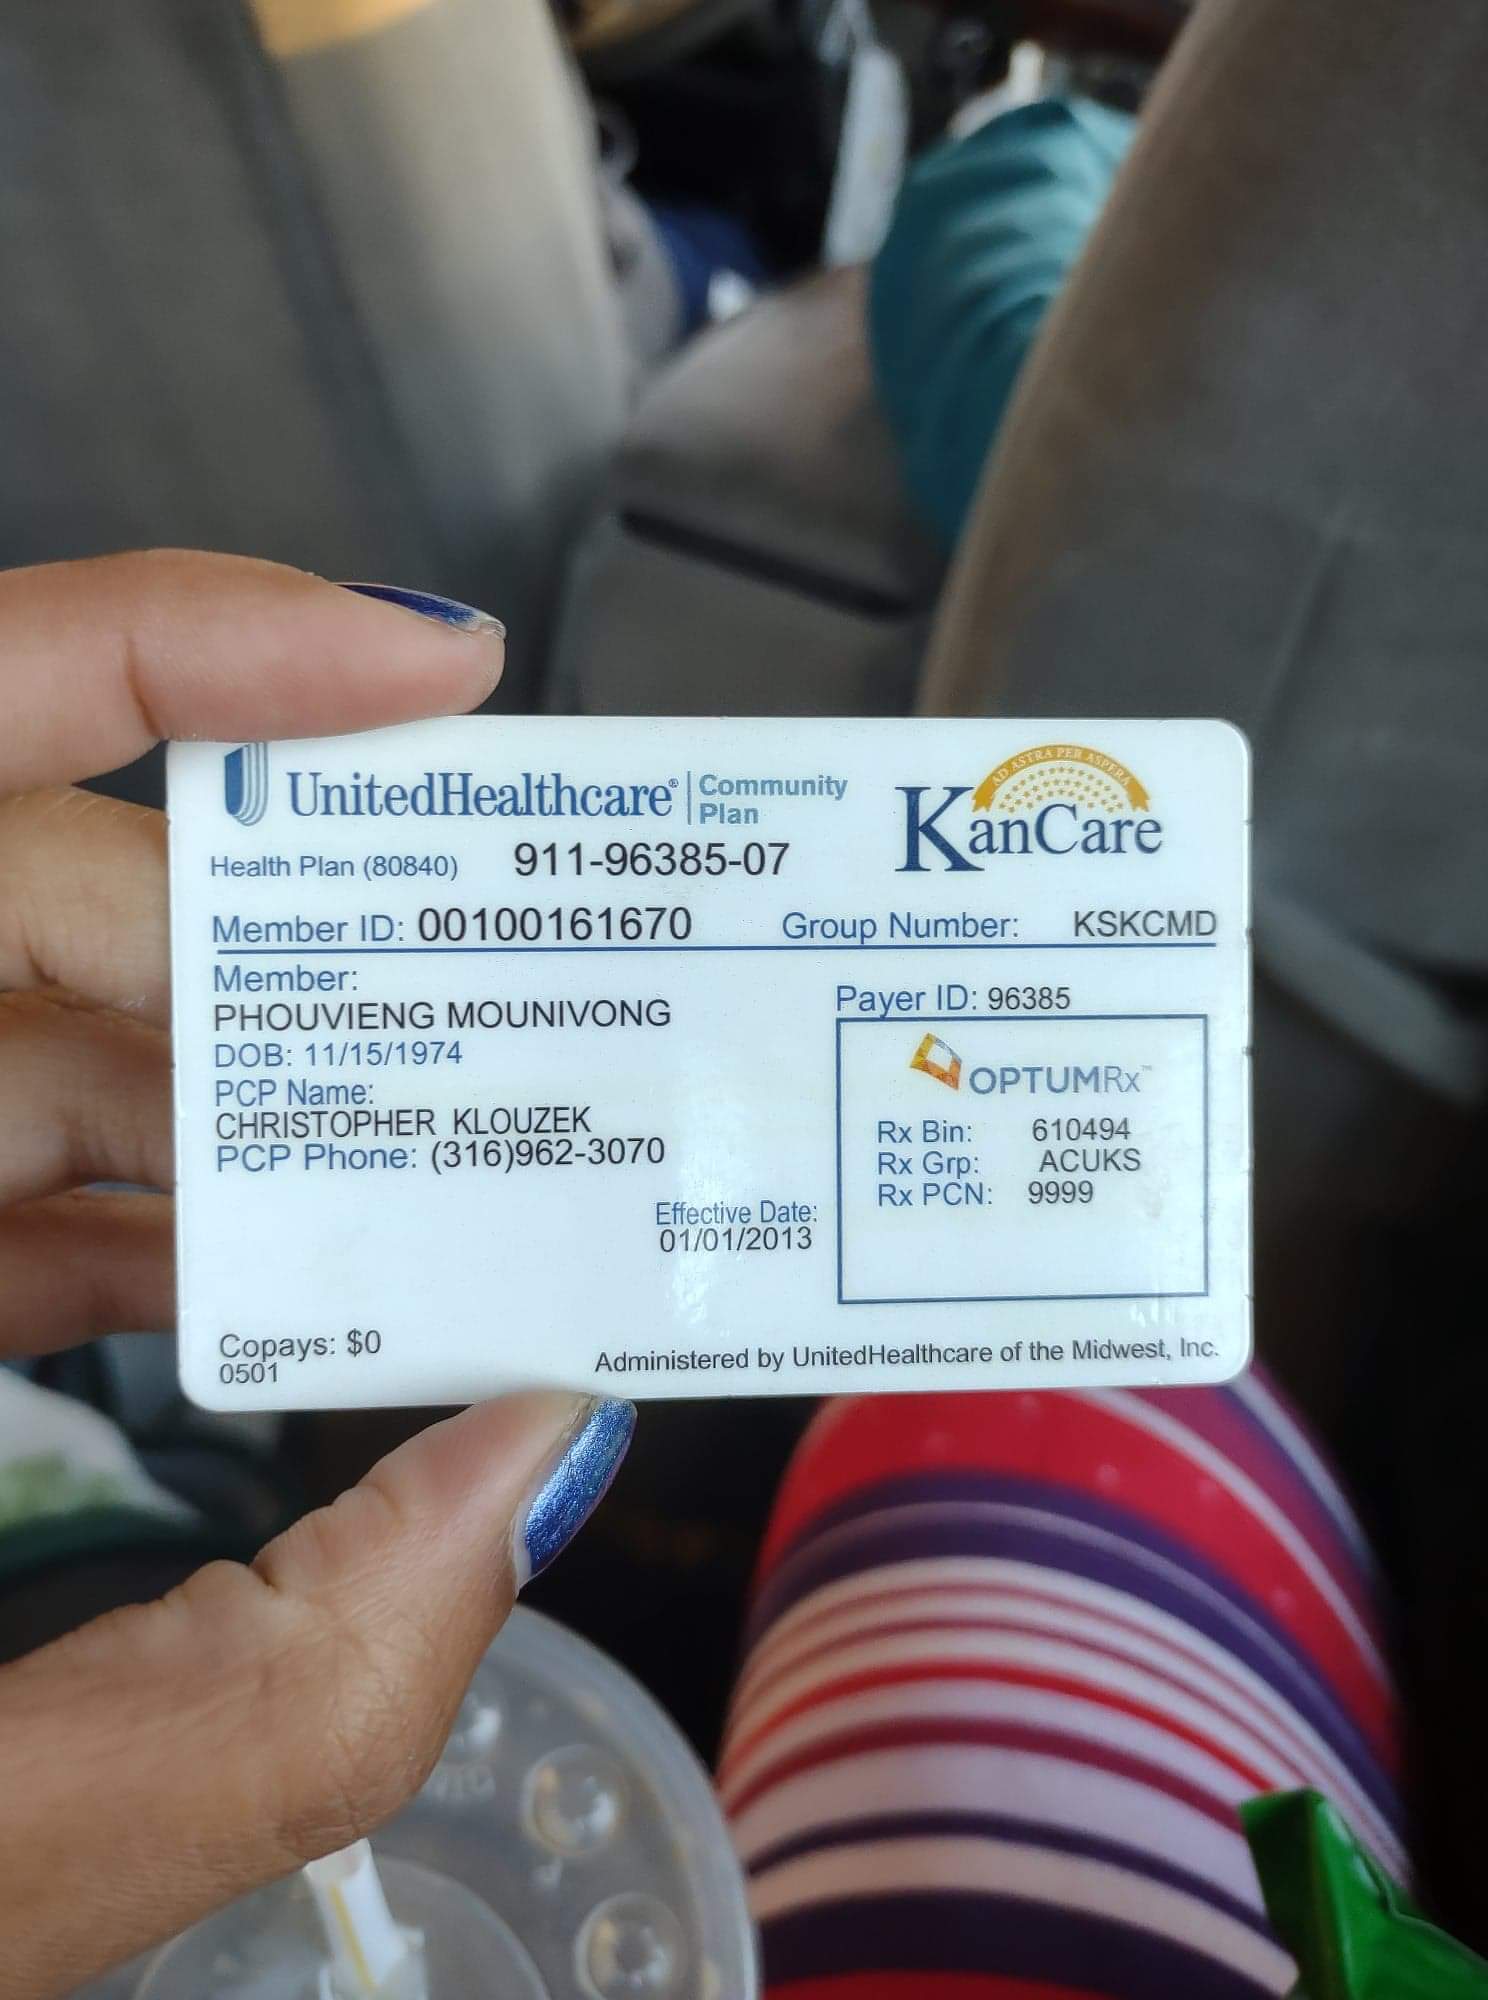 UnitedHealthcare® | Community Plan
AD ASTRA PER ASPERA
KanCare
Health Plan (80840) 911-96385-07
Member ID: 00100161670 Group Number: KSKCMD
Member:
PHOUVIENG MOUNIVONG
DOB: 11/15/1974
PCP Name:
CHRISTOPHER KLOUZEK
PCP Phone: (316)962-3070
Effective Date:
01/01/2013
Payer ID: 96385
OPTUMRx™
Rx Bin: 610494
Rx Grp: ACUKS
Rx PCN: 9999
Copays: $0
0501
Administered by UnitedHealthcare of the Midwest, Inc.